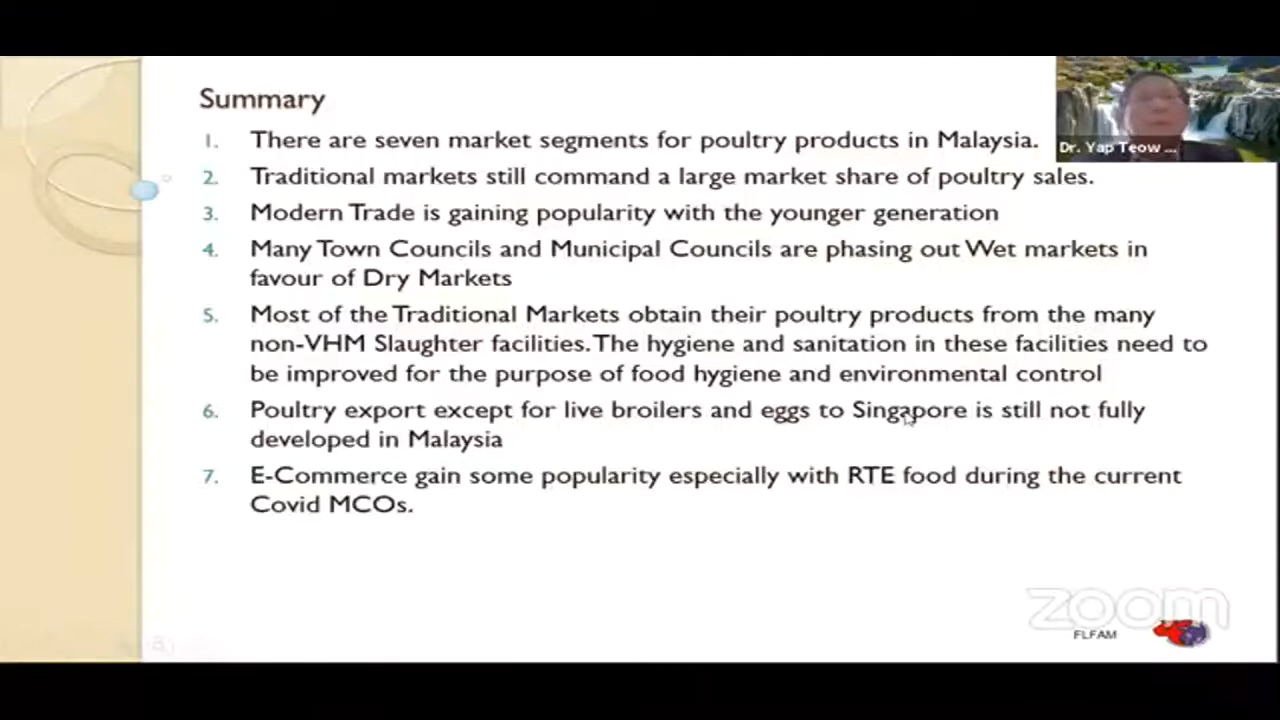 Summary
1. There are seven market segments for poultry products in Malaysia.
Dr. Yap Teow ...
2. Traditional markets still command a large market share of poultry sales.
3. Modern Trade is gaining popularity with the younger generation
4. Many Town Councils and Municipal Councils are phasing out Wet markets in
favour of Dry Markets
5. Most of the Traditional Markets obtain their poultry products from the many
non-VHM Slaughter facilities. The hygiene and sanitation in these facilities need to
be improved for the purpose of food hygiene and environmental control
6. Poultry export except for live broilers and eggs to Singapore is still not fully
developed in Malaysia
7. E-Commerce gain some popularity especially with RTE food during the current
Covid MCOs.
zoom
FLFAM